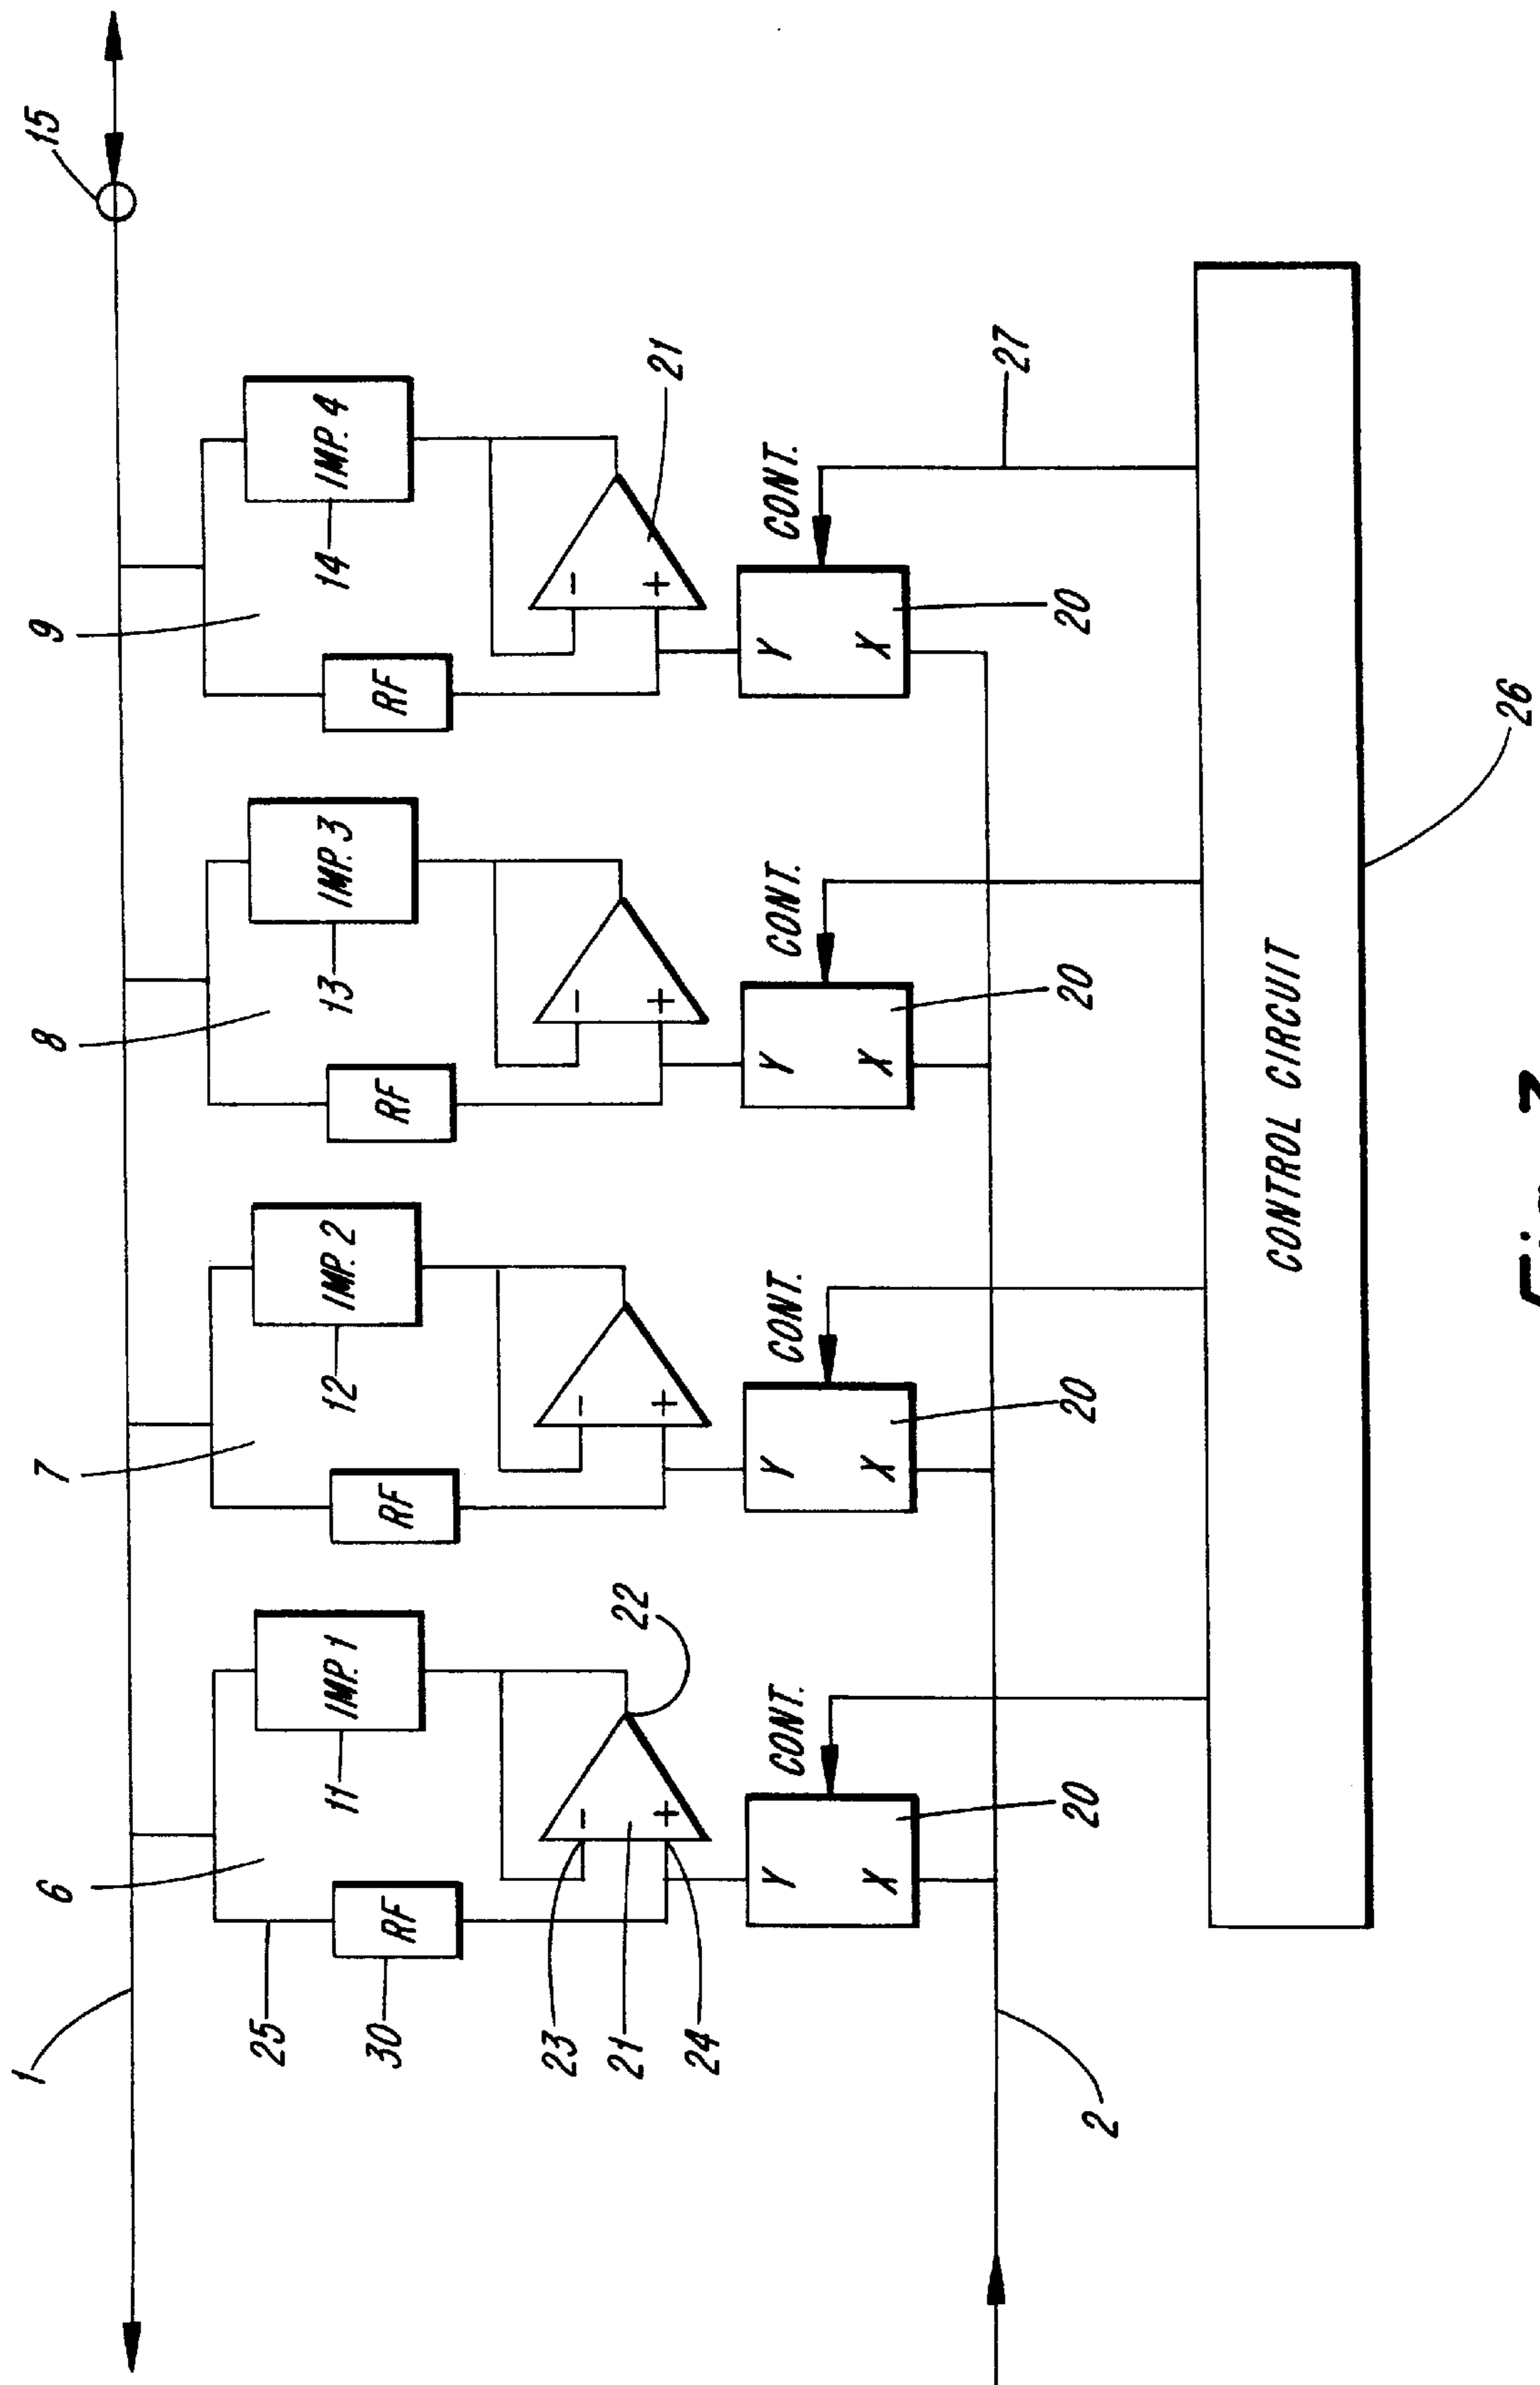 1
6
7
8
9
15
25
11
IMP. 1
12
IMP. 2
13
IMP. 3
14
IMP. 4
30
RF
RF
RF
RF
23
21
24
-
+
22
-
+
-
+
-
+
21
Y
X
CONT.
20
Y
X
CONT.
20
Y
X
CONT.
20
Y
X
CONT.
20
27
2
CONTROL CIRCUIT
26
Fig.